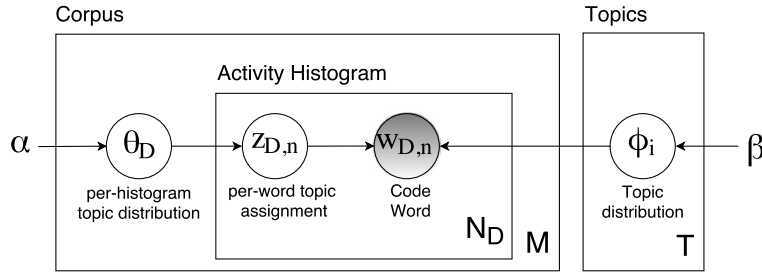 Corpus
Topics
Activity Histogram
α
θD
zD,n
wD,n
ϕi
β
per-histogram
topic distribution
per-word topic
assignment
Code
Word
Topic
distribution
ND
M
T